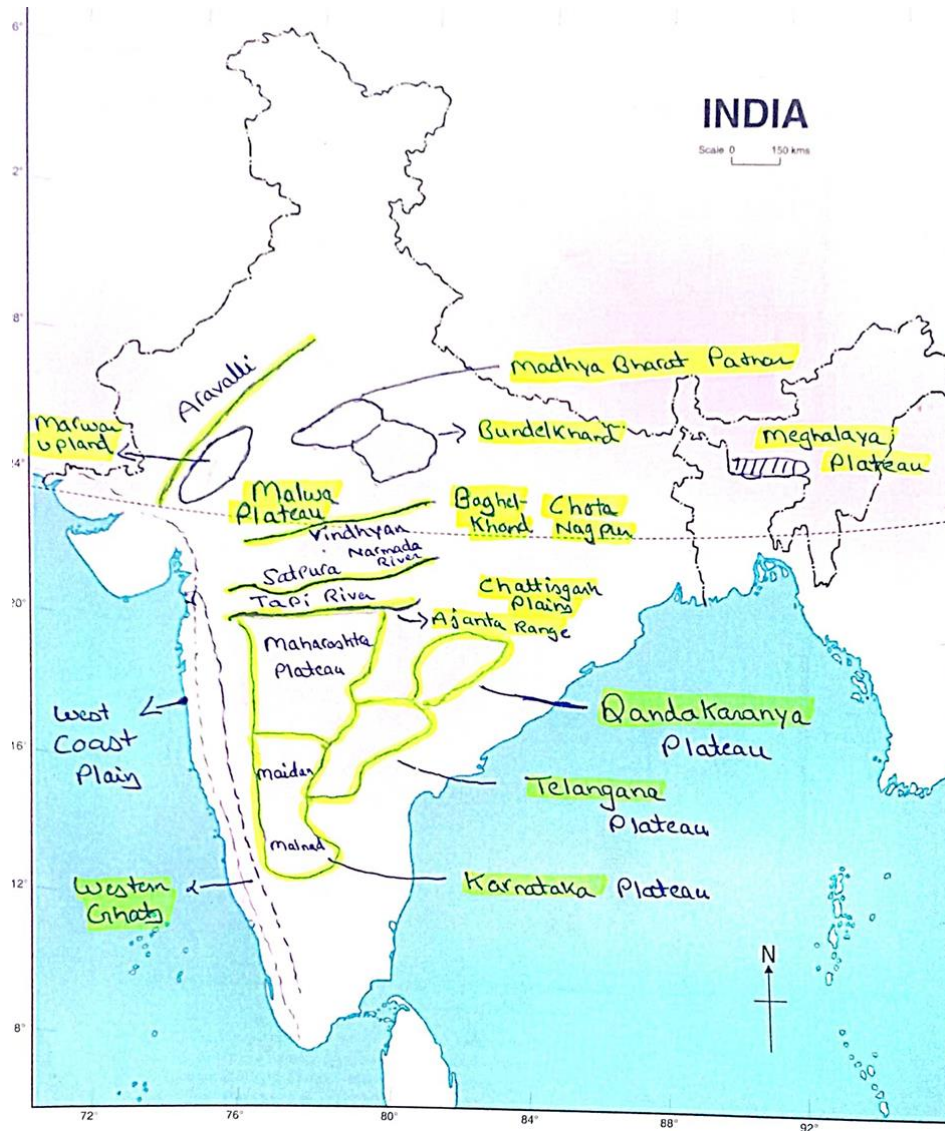 INDIA
Scale 0 150 kms
6°
2°
8°
24°
20°
16°
12°
8°
Aravalli
Madhya Bharat Pathar
Marwar
upland
Bundelkhand
Meghalaya
Plateau
Malwa
Plateau
Baghel-
Khand
Chota
Nagpur
Vindhyan
Narmada
River
Satpura
Tapi River
Chattisgarh
Plains
Ajanta Range
Maharashtra
Plateau
West
Coast
Plain
Dandakaranya
Plateau
Maidan
Telangana
Plateau
Malnad
Western
Ghats
Karnataka Plateau
N
72°
76°
80°
84°
88°
92°